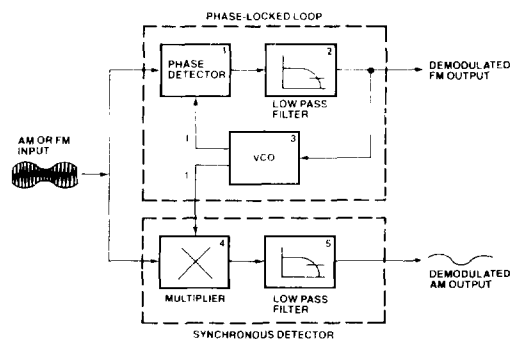 PHASE-LOCKED LOOP
1
PHASE
DETECTOR
2
LOW PASS
FILTER
DEMODULATED
FM OUTPUT
AM OR FM
INPUT
1
3
VCO
1
4
MULTIPLIER
5
LOW PASS
FILTER
DEMODULATED
AM OUTPUT
SYNCHRONOUS DETECTOR